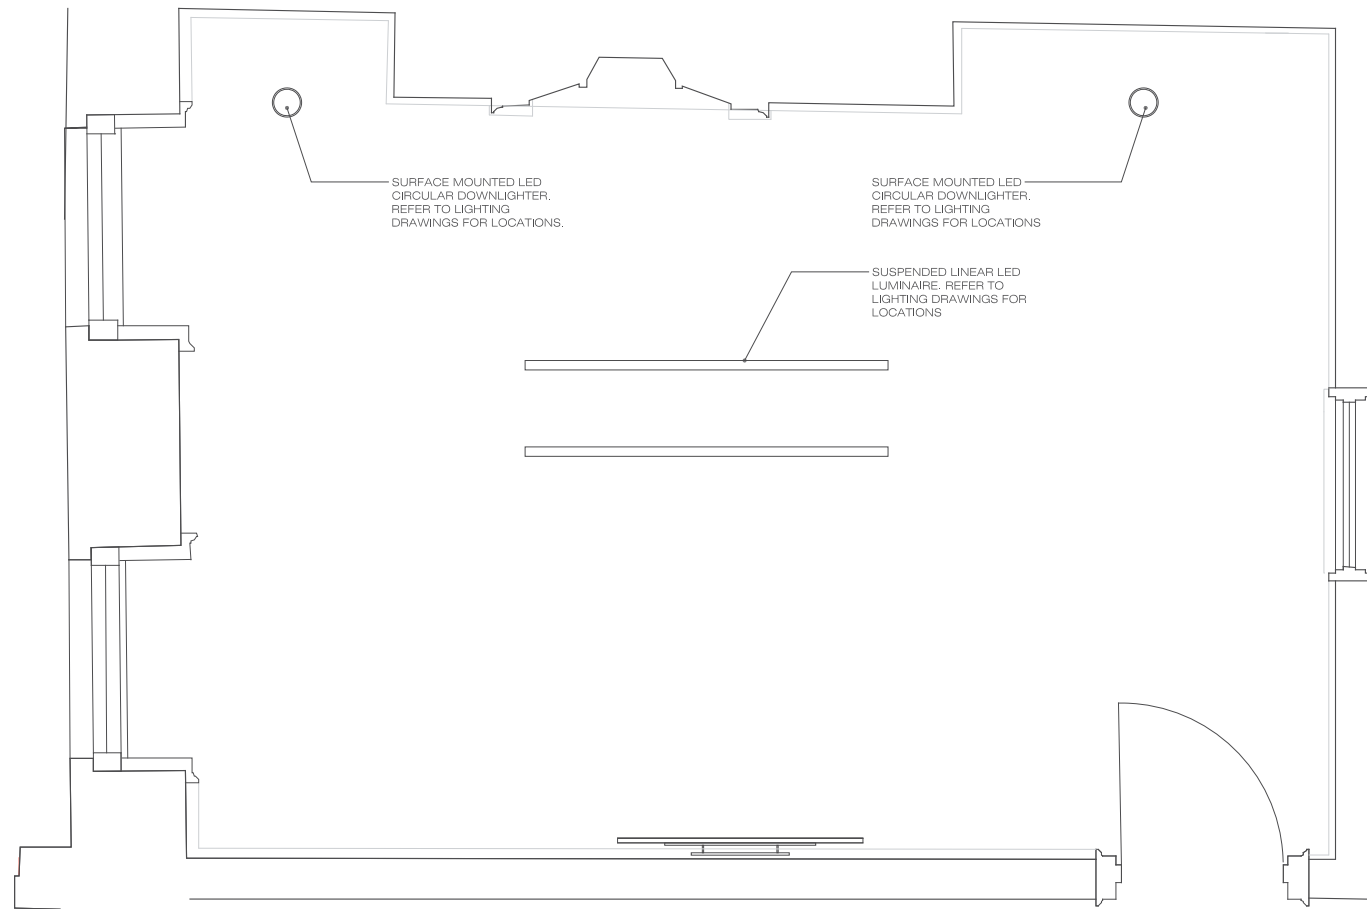 SURFACE MOUNTED LED
CIRCULAR DOWNLIGHTER.
REFER TO LIGHTING
DRAWINGS FOR LOCATIONS.
SURFACE MOUNTED LED
CIRCULAR DOWNLIGHTER.
REFER TO LIGHTING
DRAWINGS FOR LOCATIONS
SUSPENDED LINEAR LED
LUMINAIRE. REFER TO
LIGHTING DRAWINGS FOR
LOCATIONS